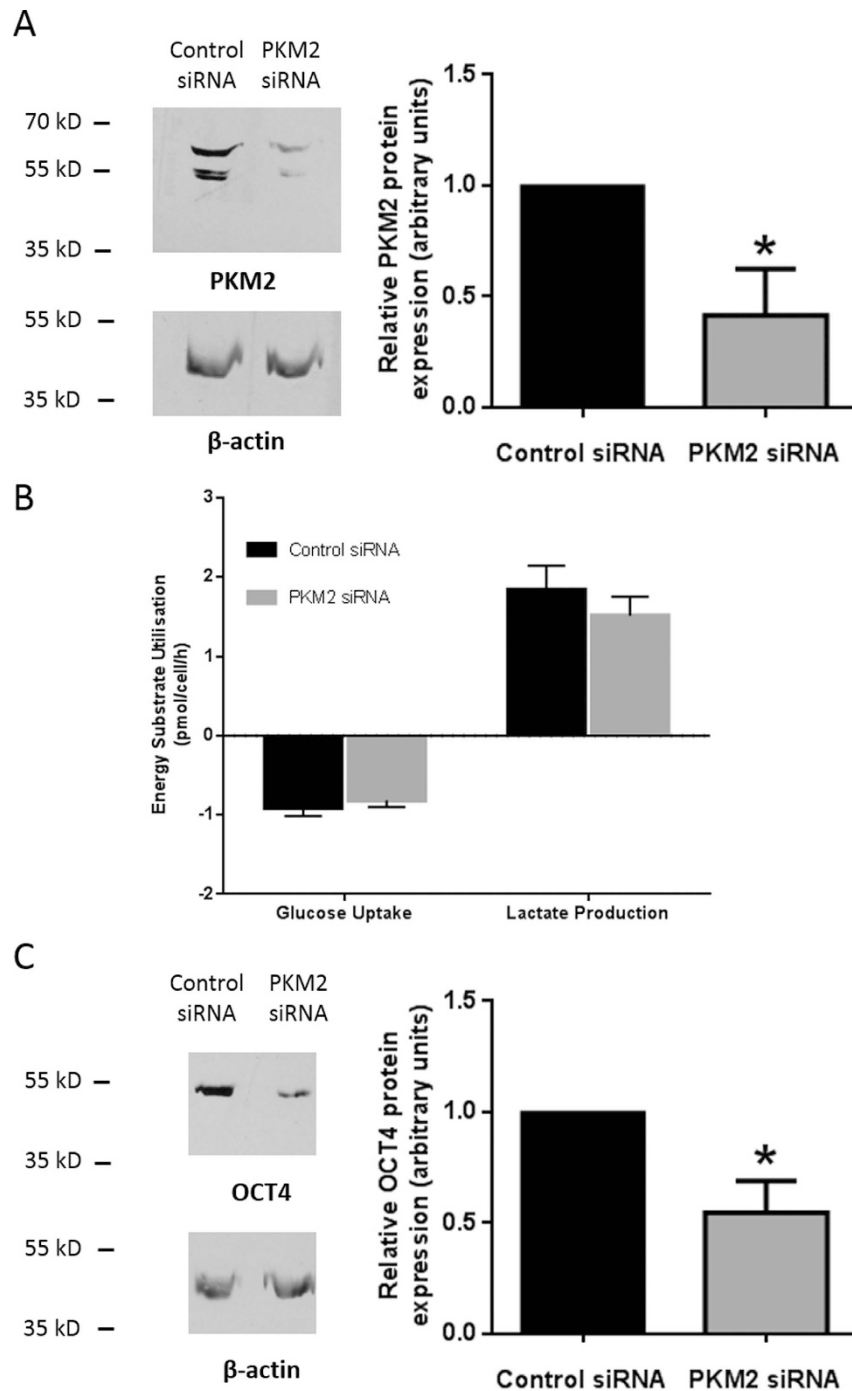 A
Control
siRNA
PKM2
siRNA
70 kD
55 kD
35 kD
PKM2
55 kD
35 kD
β-actin
Relative PKM2 protein
expression (arbitrary units)
1.5
1.0
0.5
0.0
*
Control siRNA
PKM2 siRNA
B
Energy Substrate Utilisation
(pmol/cell/h)
3
2
1
0
-1
-2
Control siRNA
PKM2 siRNA
Glucose Uptake
Lactate Production
C
Control
siRNA
PKM2
siRNA
55 kD
35 kD
OCT4
55 kD
35 kD
β-actin
Relative OCT4 protein
expression (arbitrary units)
1.5
1.0
0.5
0.0
*
Control siRNA
PKM2 siRNA